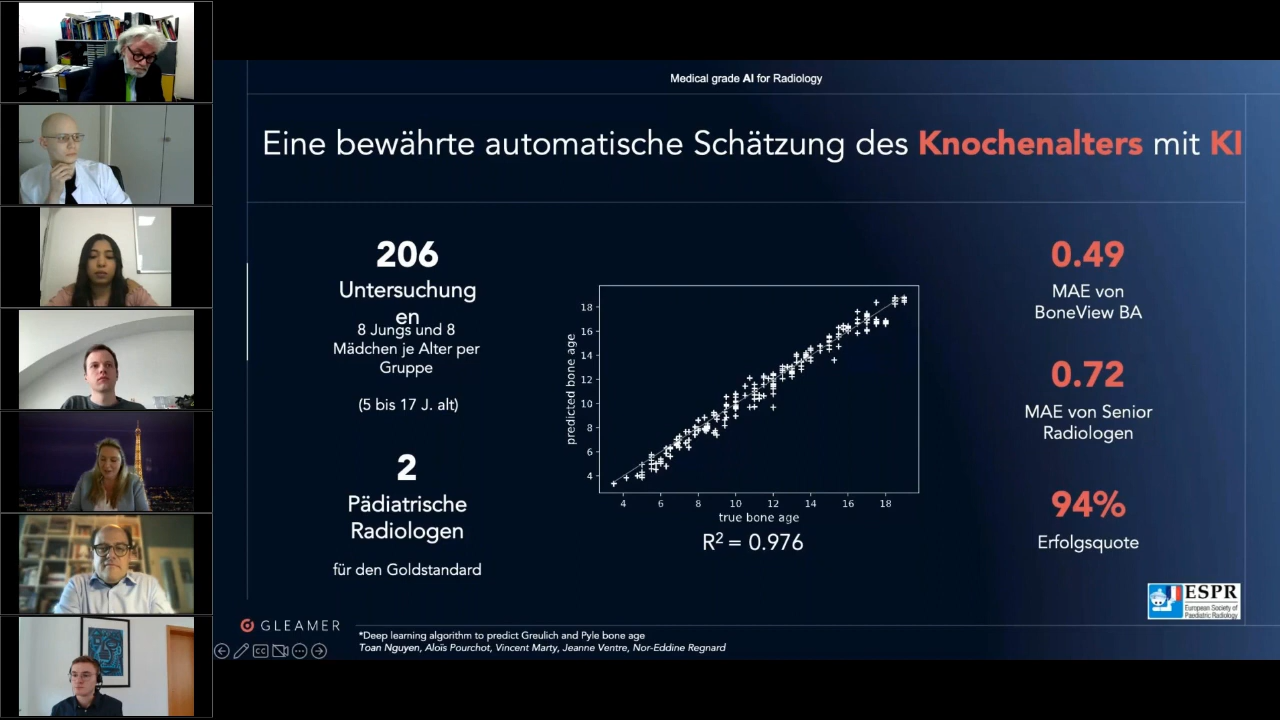 Medical grade AI for Radiology
Eine bewährte automatische Schätzung des Knochenalters mit KI
206
Untersuchung
en
8 Jungs und 8
Mädchen je Alter per
Gruppe
(5 bis 17 J. alt)
2
Pädiatrische
Radiologen
für den Goldstandard
predicted bone age
18
16
14
12
10
8
6
4
4 6 8 10 12 14 16 18
true bone age
R² = 0.976
0.49
MAE von
BoneView BA
0.72
MAE von Senior
Radiologen
94%
Erfolgsquote
ESPR
European Society of
Paediatric Radiology
GLEAMER
*Deep learning algorithm to predict Greulich and Pyle bone age
Toan Nguyen, Aloïs Pourchot, Vincent Marty, Jeanne Ventre, Nor-Eddine Regnard
CC